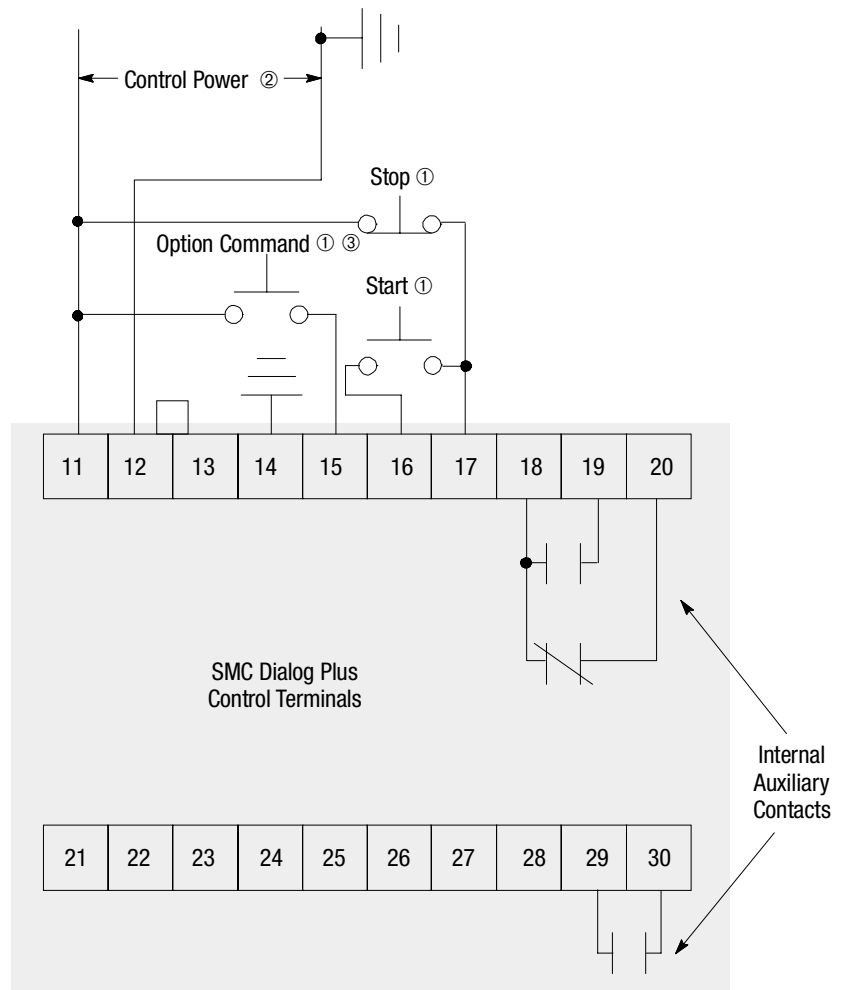 Control Power ②
Stop ①
Option Command ① ③
Start ①
11 12 13 14 15 16 17 18 19 20
SMC Dialog Plus
Control Terminals
Internal
Auxiliary
Contacts
21 22 23 24 25 26 27 28 29 30